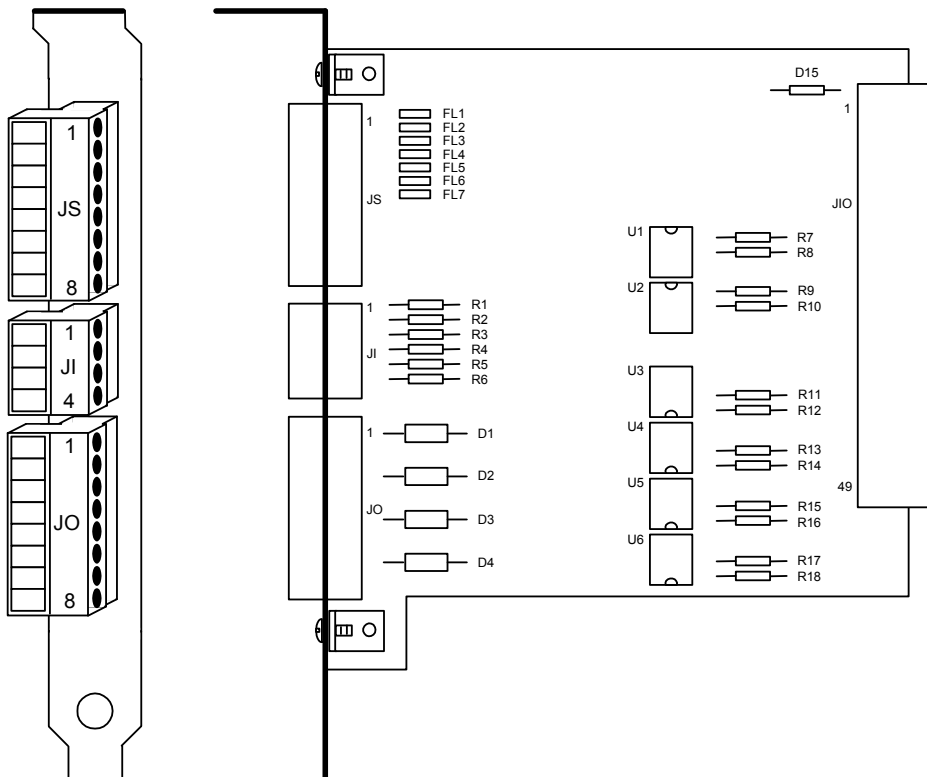 1
JS
8
1
JI
4
1
JO
8
D15
1
JIO
49
1
JS
FL1
FL2
FL3
FL4
FL5
FL6
FL7
U1
R7
R8
U2
R9
R10
1
JI
R1
R2
R3
R4
R5
R6
U3
R11
R12
U4
R13
R14
U5
R15
R16
U6
R17
R18
1
JO
D1
D2
D3
D4